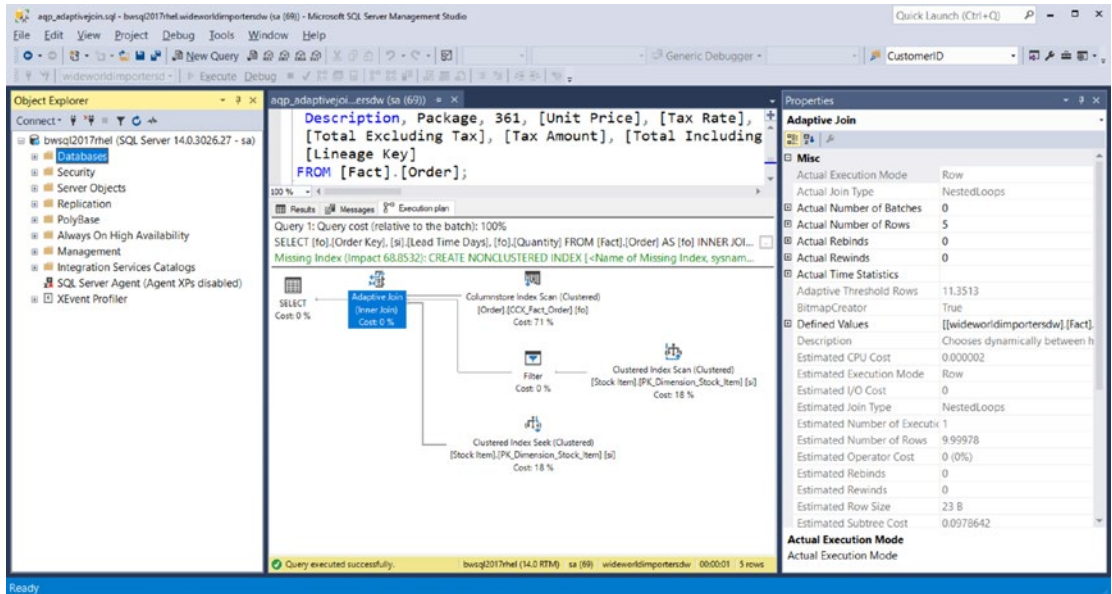 aqp_adaptivejoin.sql - bwsql2017rhel.wideworldimportersdw (sa (69)) - Microsoft SQL Server Management Studio
Quick Launch (Ctrl+Q)
File Edit View Project Debug Tools Window Help
New Query
Generic Debugger
CustomerID
wideworldimportersd
Execute Debug
Object Explorer
Connect
bwsql2017rhel (SQL Server 14.0.3026.27 - sa)
Databases
Security
Server Objects
Replication
PolyBase
Always On High Availability
Management
Integration Services Catalogs
SQL Server Agent (Agent XPs disabled)
XEvent Profiler
aqp_adaptivejoi...ersdw (sa (69))
Description, Package, 361, [Unit Price], [Tax Rate],
[Total Excluding Tax], [Tax Amount], [Total Including
[Lineage Key]
FROM [Fact].[Order];
100 %
Results Messages Execution plan
Query 1: Query cost (relative to the batch): 100%
SELECT [fo].[Order Key], [si].[Lead Time Days], [fo].[Quantity] FROM [Fact].[Order] AS [fo] INNER JOI...
Missing Index (Impact 68.8532): CREATE NONCLUSTERED INDEX [<Name of Missing Index, sysnam...
SELECT
Cost: 0 %
Adaptive Join
(Inner Join)
Cost: 0 %
Columnstore Index Scan (Clustered)
[Order].[CCX_Fact_Order] [fo]
Cost: 71 %
Filter
Cost: 0 %
Clustered Index Scan (Clustered)
[Stock Item].[PK_Dimension_Stock_Item] [si]
Cost: 18 %
Clustered Index Seek (Clustered)
[Stock Item].[PK_Dimension_Stock_Item] [si]
Cost: 18 %
Query executed successfully. bwsql2017rhel (14.0 RTM) sa (69) wideworldimportersdw 00:00:01 5 rows
Properties
Adaptive Join
Misc
Actual Execution Mode Row
Actual Join Type NestedLoops
Actual Number of Batches 0
Actual Number of Rows 5
Actual Rebinds 0
Actual Rewinds 0
Actual Time Statistics
Adaptive Threshold Rows 11.3513
BitmapCreator True
Defined Values [[wideworldimportersdw].[Fact].
Description Chooses dynamically between h
Estimated CPU Cost 0.000002
Estimated Execution Mode Row
Estimated I/O Cost 0
Estimated Join Type NestedLoops
Estimated Number of Executic 1
Estimated Number of Rows 9.99978
Estimated Operator Cost 0 (0%)
Estimated Rebinds 0
Estimated Rewinds 0
Estimated Row Size 23 B
Estimated Subtree Cost 0.0978642
Actual Execution Mode
Actual Execution Mode
Ready